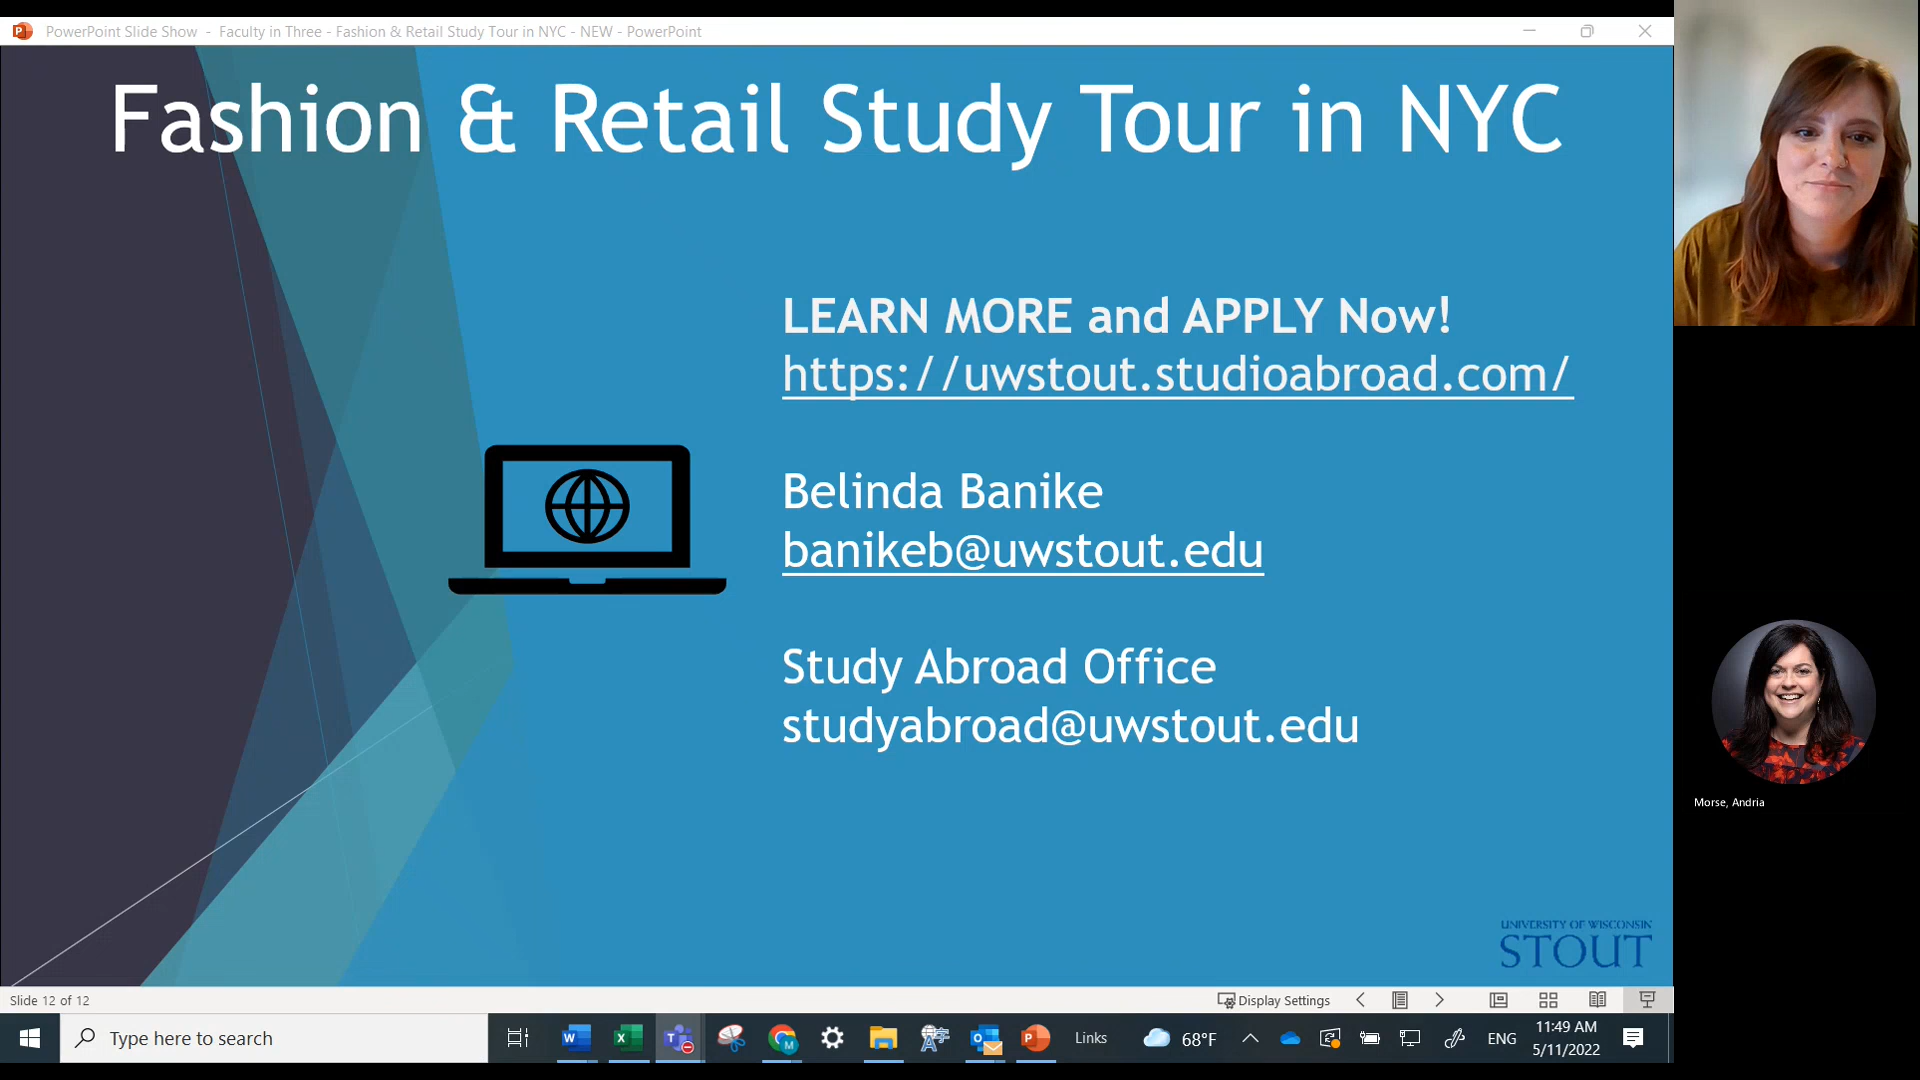 PowerPoint Slide Show - Faculty in Three - Fashion & Retail Study Tour in NYC - NEW - PowerPoint
Fashion & Retail Study Tour in NYC
LEARN MORE and APPLY Now!
https://uwstout.studioabroad.com/
Belinda Banike
banikeb@uwstout.edu
Study Abroad Office
studyabroad@uwstout.edu
UNIVERSITY OF WISCONSIN
STOUT
Morse, Andria
Slide 12 of 12
Display Settings
Type here to search
Links
68°F
ENG
11:49 AM
5/11/2022